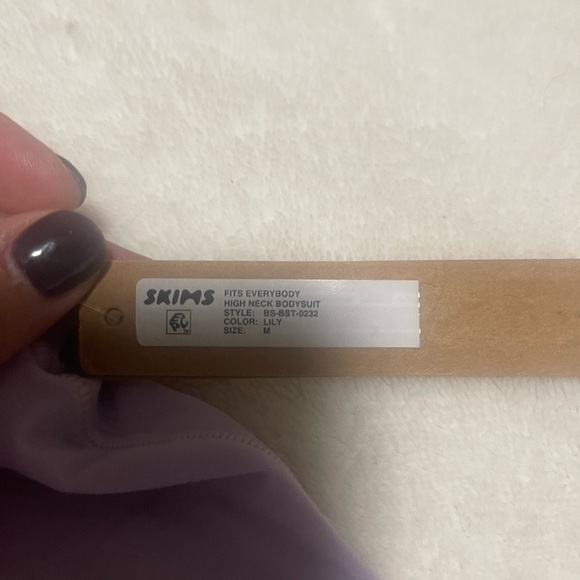 SKIMS
FITS EVERYBODY
HIGH NECK BODYSUIT
STYLE: BS-BST-0232
COLOR: LILY
SIZE: M